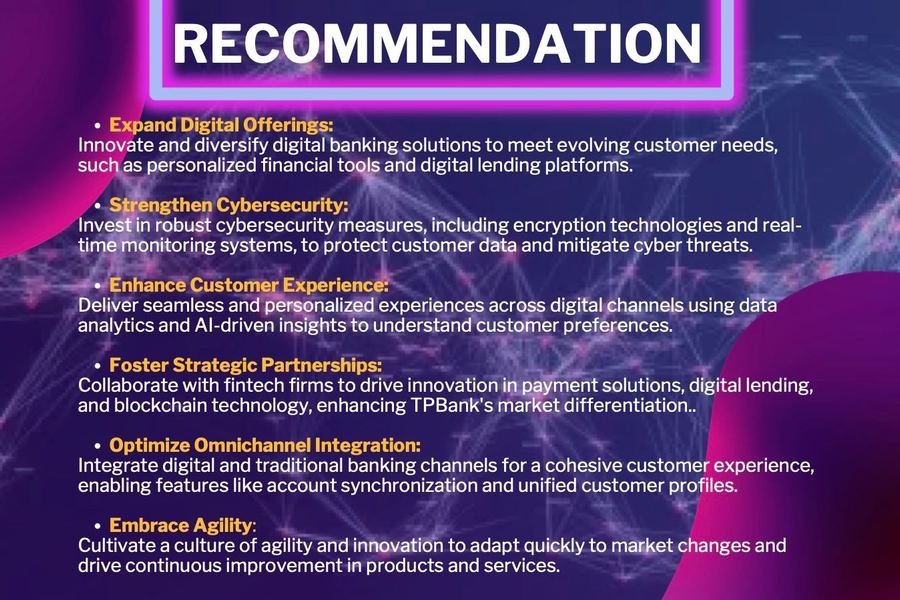 RECOMMENDATION
• Expand Digital Offerings:
Innovate and diversify digital banking solutions to meet evolving customer needs,
such as personalized financial tools and digital lending platforms.
• Strengthen Cybersecurity:
Invest in robust cybersecurity measures, including encryption technologies and real-
time monitoring systems, to protect customer data and mitigate cyber threats.
• Enhance Customer Experience:
Deliver seamless and personalized experiences across digital channels using data
analytics and AI-driven insights to understand customer preferences.
• Foster Strategic Partnerships:
Collaborate with fintech firms to drive innovation in payment solutions, digital lending,
and blockchain technology, enhancing TPBank's market differentiation..
• Optimize Omnichannel Integration:
Integrate digital and traditional banking channels for a cohesive customer experience,
enabling features like account synchronization and unified customer profiles.
• Embrace Agility:
Cultivate a culture of agility and innovation to adapt quickly to market changes and
drive continuous improvement in products and services.